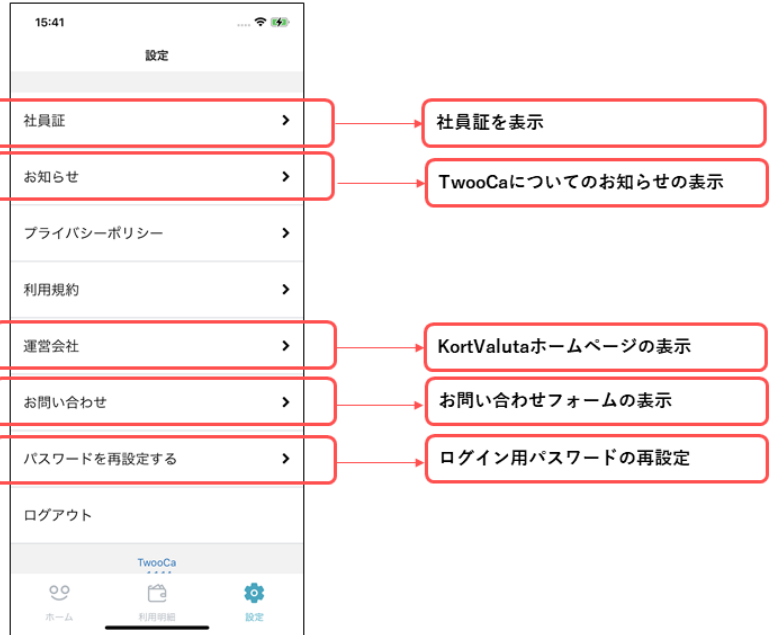 15:41
設定
社員証
社員証を表示
お知らせ
TwooCaについてのお知らせの表示
プライバシーポリシー
利用規約
運営会社
KortValutaホームページの表示
お問い合わせ
お問い合わせフォームの表示
パスワードを再設定する
ログイン用パスワードの再設定
ログアウト
TwooCa
ホーム
利用明細
設定